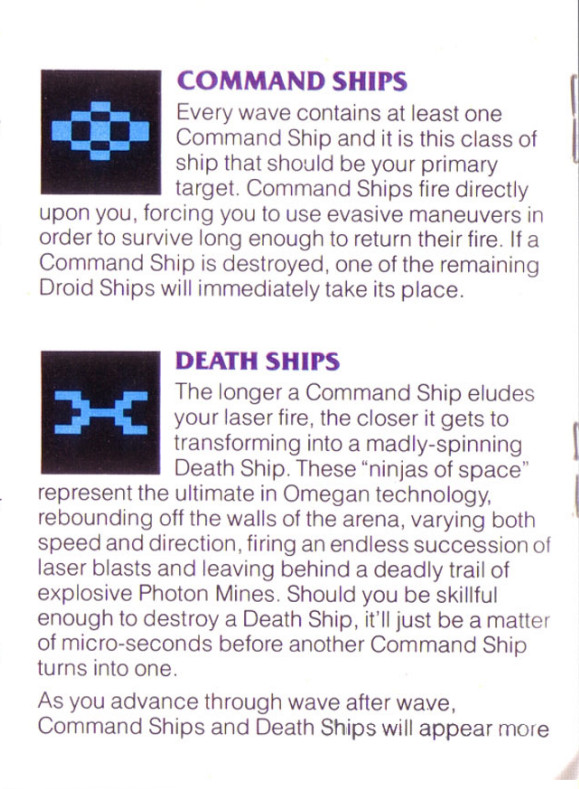 COMMAND SHIPS
Every wave contains at least one
Command Ship and it is this class of
ship that should be your primary
target. Command Ships fire directly
upon you, forcing you to use evasive maneuvers in
order to survive long enough to return their fire. If a
Command Ship is destroyed, one of the remaining
Droid Ships will immediately take its place.
DEATH SHIPS
The longer a Command Ship eludes
your laser fire, the closer it gets to
transforming into a madly-spinning
Death Ship. These “ninjas of space”
represent the ultimate in Omegan technology,
rebounding off the walls of the arena, varying both
speed and direction, firing an endless succession of
laser blasts and leaving behind a deadly trail of
explosive Photon Mines. Should you be skillful
enough to destroy a Death Ship, it’ll just be a matter
of micro-seconds before another Command Ship
turns into one.
As you advance through wave after wave,
Command Ships and Death Ships will appear more